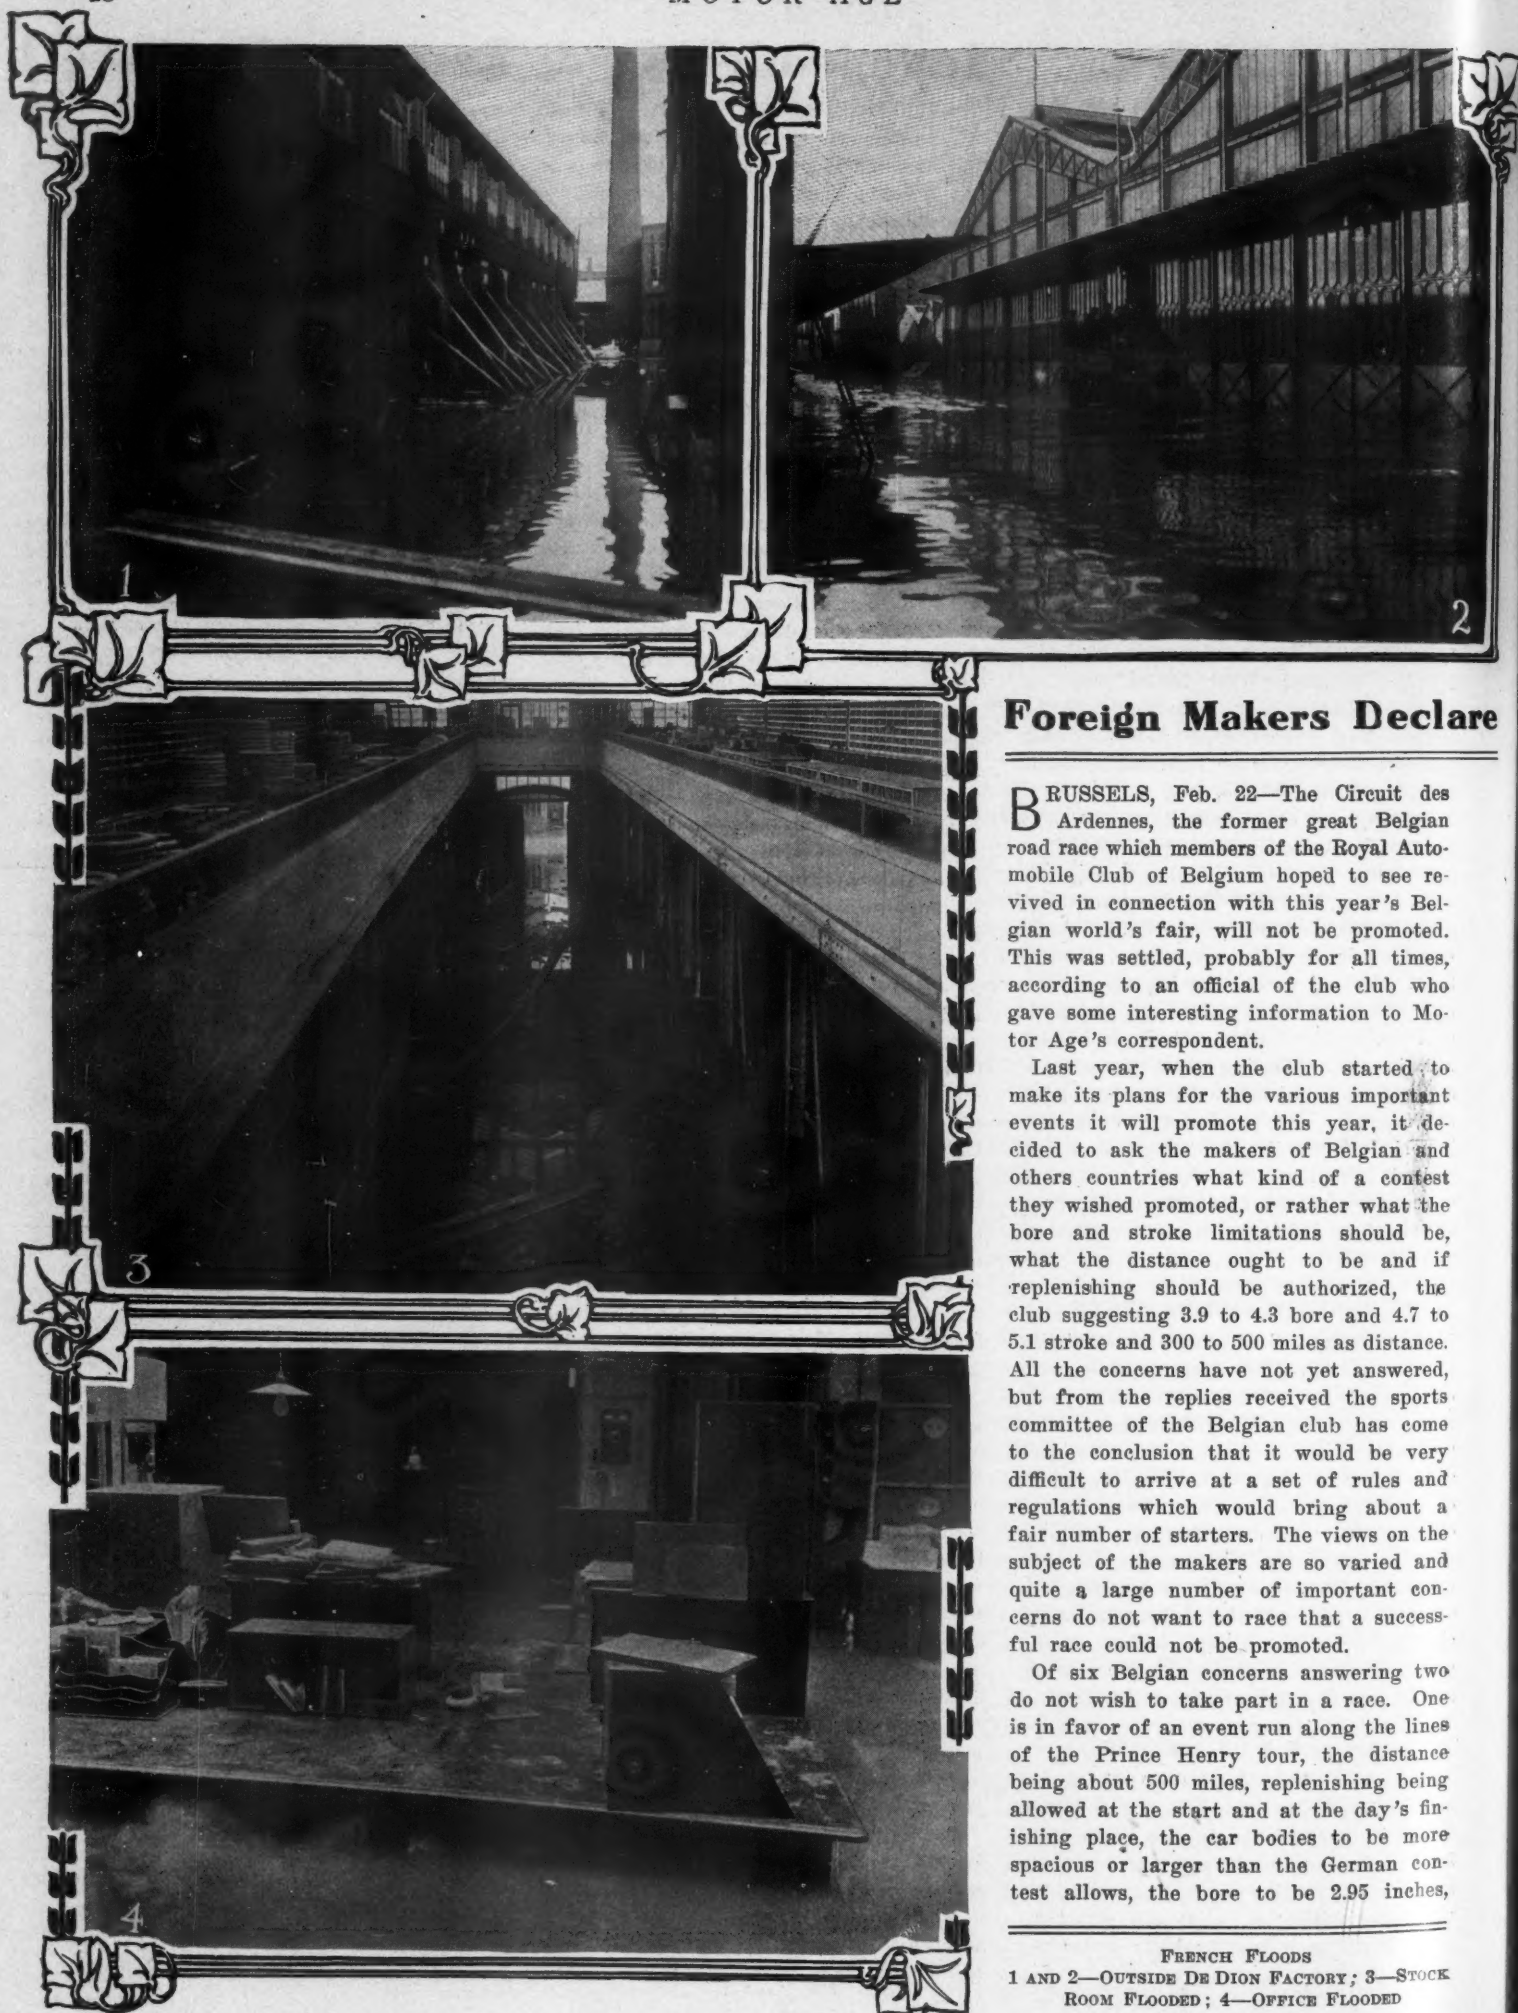 MOTOR AGE
1
2
3
4
Foreign Makers Declare
BRUSSELS, Feb. 22—The Circuit des
Ardennes, the former great Belgian
road race which members of the Royal Auto-
mobile Club of Belgium hoped to see re-
vived in connection with this year's Bel-
gian world's fair, will not be promoted.
This was settled, probably for all times,
according to an official of the club who
gave some interesting information to Mo-
tor Age's correspondent.
Last year, when the club started to
make its plans for the various important
events it will promote this year, it de-
cided to ask the makers of Belgian and
others countries what kind of a contest
they wished promoted, or rather what the
bore and stroke limitations should be,
what the distance ought to be and if
replenishing should be authorized, the
club suggesting 3.9 to 4.3 bore and 4.7 to
5.1 stroke and 300 to 500 miles as distance.
All the concerns have not yet answered,
but from the replies received the sports
committee of the Belgian club has come
to the conclusion that it would be very
difficult to arrive at a set of rules and
regulations which would bring about a
fair number of starters. The views on the
subject of the makers are so varied and
quite a large number of important con-
cerns do not want to race that a success-
ful race could not be promoted.
Of six Belgian concerns answering two
do not wish to take part in a race. One
is in favor of an event run along the lines
of the Prince Henry tour, the distance
being about 500 miles, replenishing being
allowed at the start and at the day's fin-
ishing place, the car bodies to be more
spacious or larger than the German con-
test allows, the bore to be 2.95 inches,
FRENCH FLOODS
1 AND 2—OUTSIDE DE DION FACTORY; 3—STOCK
ROOM FLOODED; 4—OFFICE FLOODED